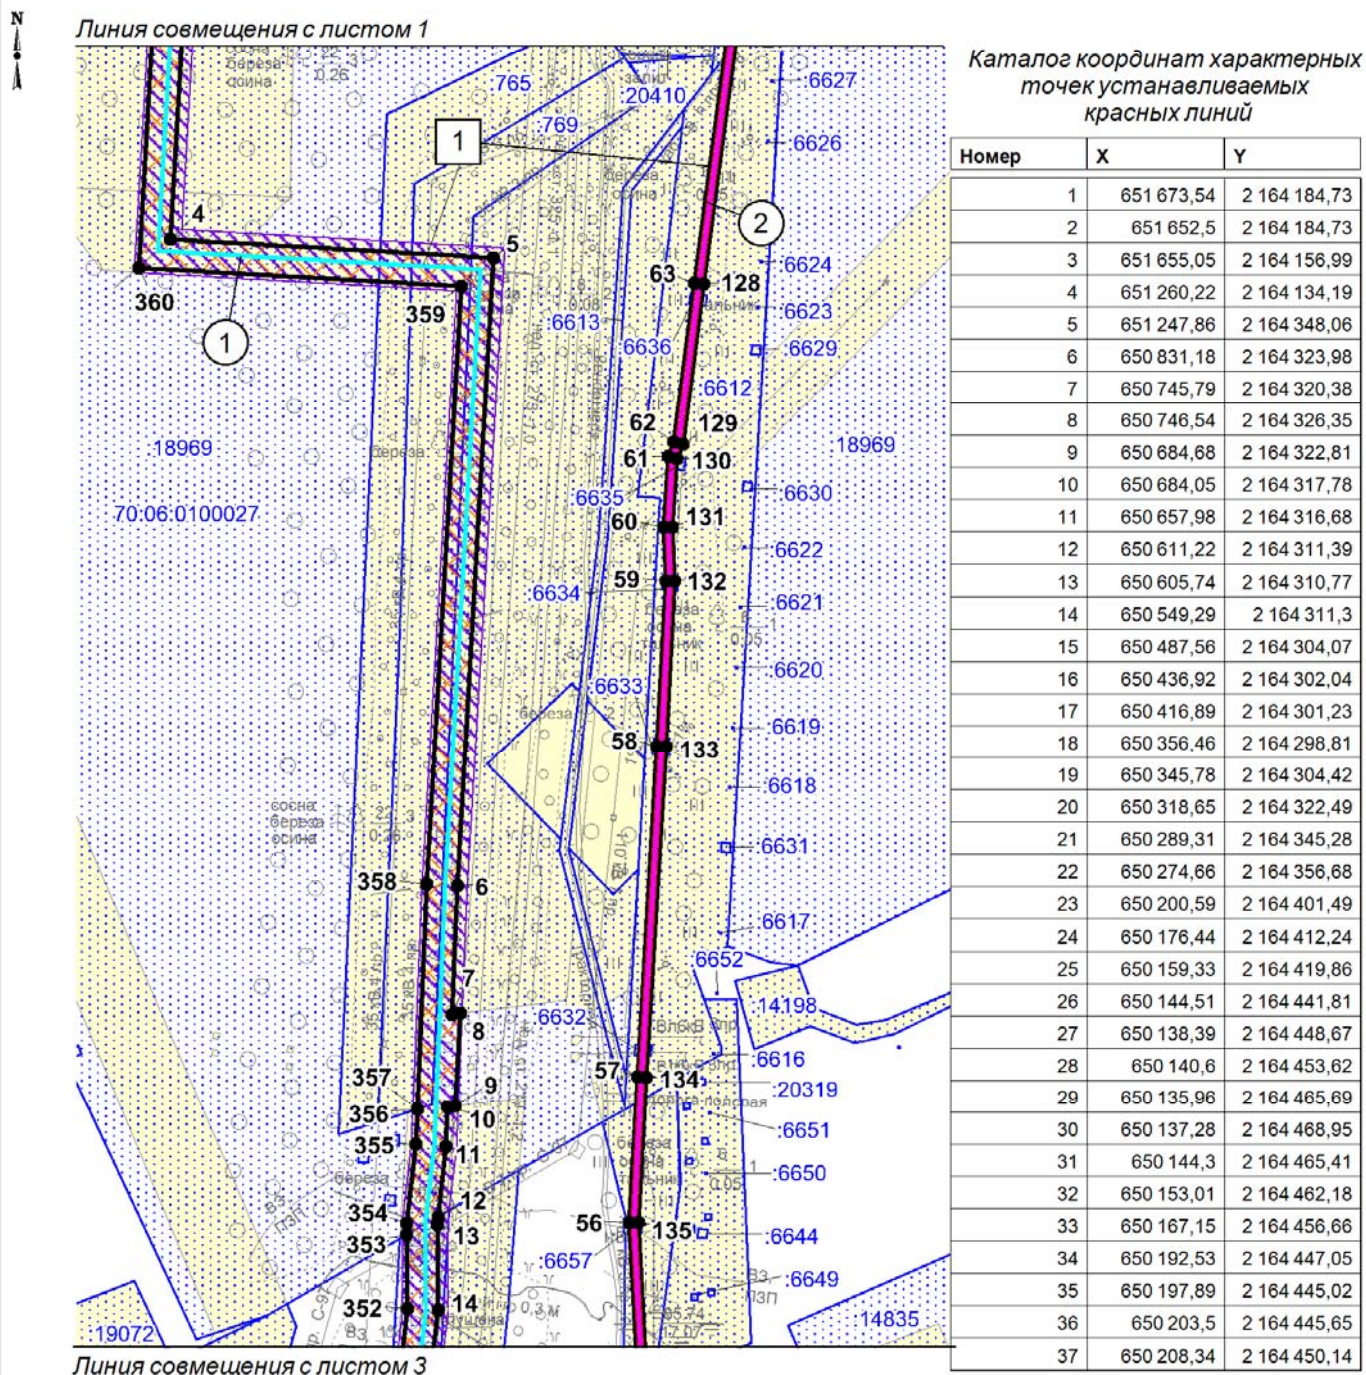 N
Линия совмещения с листом 1
Каталог координат характерных
точек устанавливаемых
красных линий
Номер X Y
1 651 673,54 2 164 184,73
2 651 652,5 2 164 184,73
3 651 655,05 2 164 156,99
4 651 260,22 2 164 134,19
5 651 247,86 2 164 348,06
6 650 831,18 2 164 323,98
7 650 745,79 2 164 320,38
8 650 746,54 2 164 326,35
9 650 684,68 2 164 322,81
10 650 684,05 2 164 317,78
11 650 657,98 2 164 316,68
12 650 611,22 2 164 311,39
13 650 605,74 2 164 310,77
14 650 549,29 2 164 311,3
15 650 487,56 2 164 304,07
16 650 436,92 2 164 302,04
17 650 416,89 2 164 301,23
18 650 356,46 2 164 298,81
19 650 345,78 2 164 304,42
20 650 318,65 2 164 322,49
21 650 289,31 2 164 345,28
22 650 274,66 2 164 356,68
23 650 200,59 2 164 401,49
24 650 176,44 2 164 412,24
25 650 159,33 2 164 419,86
26 650 144,51 2 164 441,81
27 650 138,39 2 164 448,67
28 650 140,6 2 164 453,62
29 650 135,96 2 164 465,69
30 650 137,28 2 164 468,95
31 650 144,3 2 164 465,41
32 650 153,01 2 164 462,18
33 650 167,15 2 164 456,66
34 650 192,53 2 164 447,05
35 650 197,89 2 164 445,02
36 650 203,5 2 164 445,65
37 650 208,34 2 164 450,14
береза
осина
0.26
:765
:20410
:769
:6627
:6626
1
береза
осина
2
4
5
63
128
:6624
360
359
:6623
:6613
:6636
:6629
1
:6612
62
129
:18969
береза
61
130
:18969
:6635
:6630
70:06:0100027
60
131
:6622
59
132
:6634
:6621
береза
0.05
:6620
:6633
береза
:6619
58
133
:6618
сосна
береза
осина
:6631
358
6
:6617
:6652
7
:14198
8
:6632
:6616
57
134
:20319
357
9
356
10
:6651
355
11
береза
:6650
0.05
354
12
56
135
353
13
:6644
:6657
:6649
352
14
0,3 м
:19072
:14835
Линия совмещения с листом 3